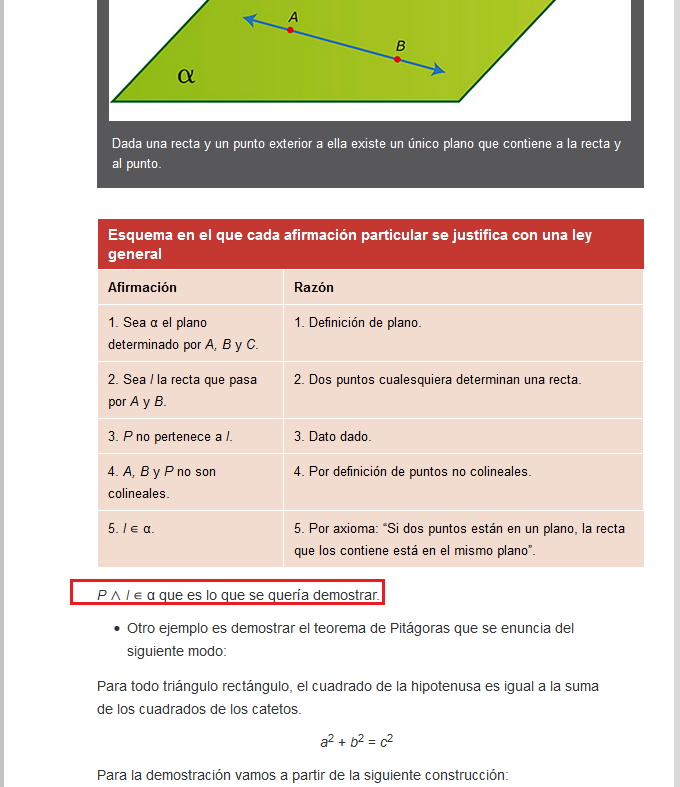 A
B
α
Dada una recta y un punto exterior a ella existe un único plano que contiene a la recta y
al punto.
Esquema en el que cada afirmación particular se justifica con una ley
general
Afirmación
Razón
1. Sea α el plano
determinado por A, B y C.
1. Definición de plano.
2. Sea l la recta que pasa
por A y B.
2. Dos puntos cualesquiera determinan una recta.
3. P no pertenece a l.
3. Dato dado.
4. A, B y P no son
colineales.
4. Por definición de puntos no colineales.
5. l ∈ α.
5. Por axioma: “Si dos puntos están en un plano, la recta
que los contiene está en el mismo plano”.
P ∧ l ∈ α que es lo que se quería demostrar.
• Otro ejemplo es demostrar el teorema de Pitágoras que se enuncia del
siguiente modo:
Para todo triángulo rectángulo, el cuadrado de la hipotenusa es igual a la suma
de los cuadrados de los catetos.
a² + b² = c²
Para la demostración vamos a partir de la siguiente construcción: